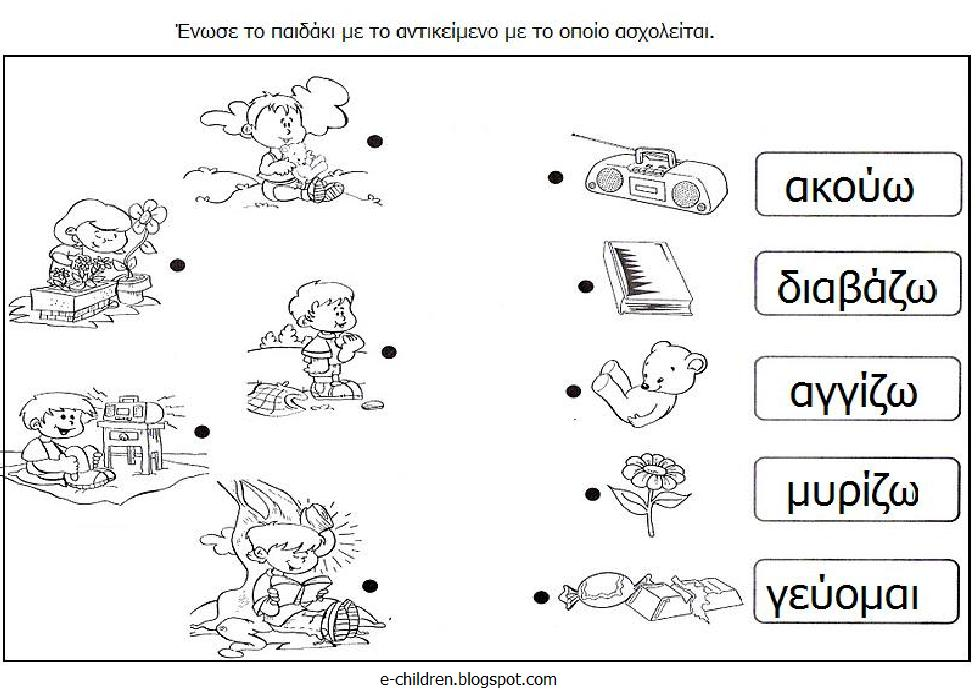 Ένωσε το παιδάκι με το αντικείμενο με το οποίο ασχολείται.
ακούω
διαβάζω
αγγίζω
μυρίζω
γεύομαι
e-children.blogspot.com